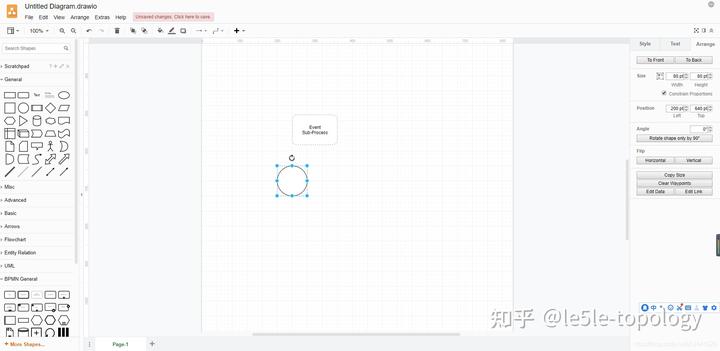 Untitled Diagram.drawio
File Edit View Arrange Extras Help
Unsaved changes. Click here to save.
100%
Style Text Arrange
Search Shapes
To Front To Back
Scratchpad
Size 80 pt 80 pt
Width Height
General
Constrain Proportions
Text
Position 200 pt 640 pt
Left Top
Angle 0°
Event
Sub-Process
Rotate shape only by 90°
Flip
Horizontal Vertical
Copy Size
Clear Waypoints
Edit Data Edit Link
Misc
Advanced
Basic
Arrows
Flowchart
Entity Relation
UML
BPMN General
中
知乎 @le5le-topology
+ More Shapes...
Page-1